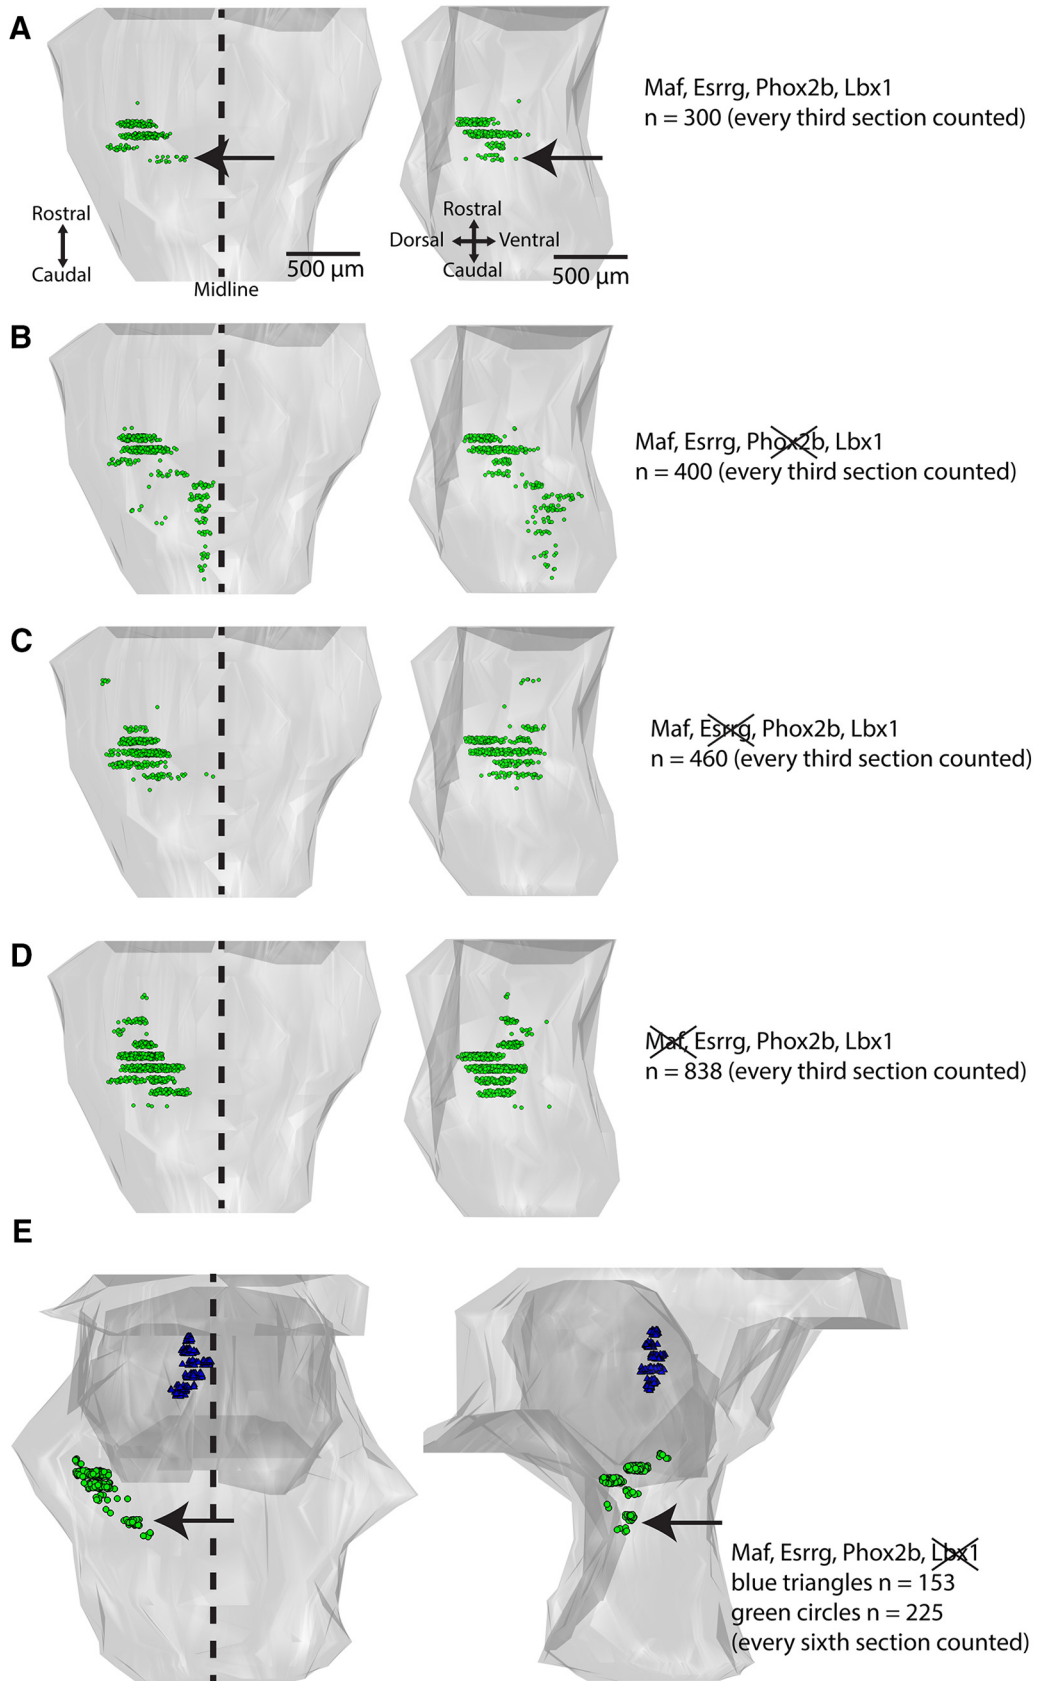 A
Maf, Esrrg, Phox2b, Lbx1
n = 300 (every third section counted)
Rostral
Caudal
Midline
500 µm
Rostral
Dorsal Ventral
Caudal
500 µm
B
Maf, Esrrg, Phox2b, Lbx1
n = 400 (every third section counted)
C
Maf, Esrrg, Phox2b, Lbx1
n = 460 (every third section counted)
D
Maf, Esrrg, Phox2b, Lbx1
n = 838 (every third section counted)
E
Maf, Esrrg, Phox2b, Lbx1
blue triangles n = 153
green circles n = 225
(every sixth section counted)